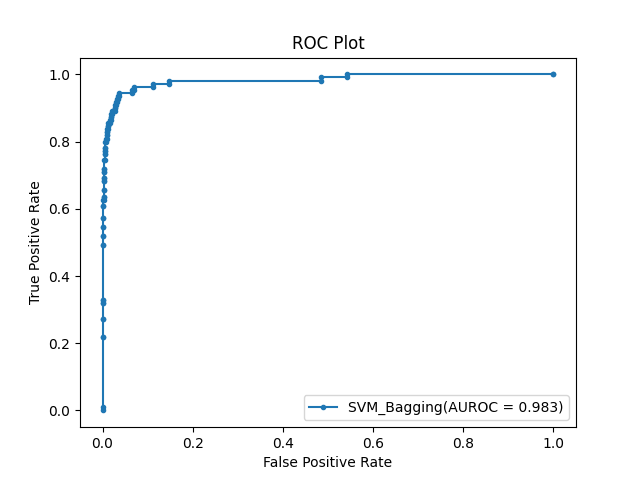 ROC Plot
True Positive Rate
1.0
0.8
0.6
0.4
0.2
0.0
SVM_Bagging(AUROC = 0.983)
0.0 0.2 0.4 0.6 0.8 1.0
False Positive Rate